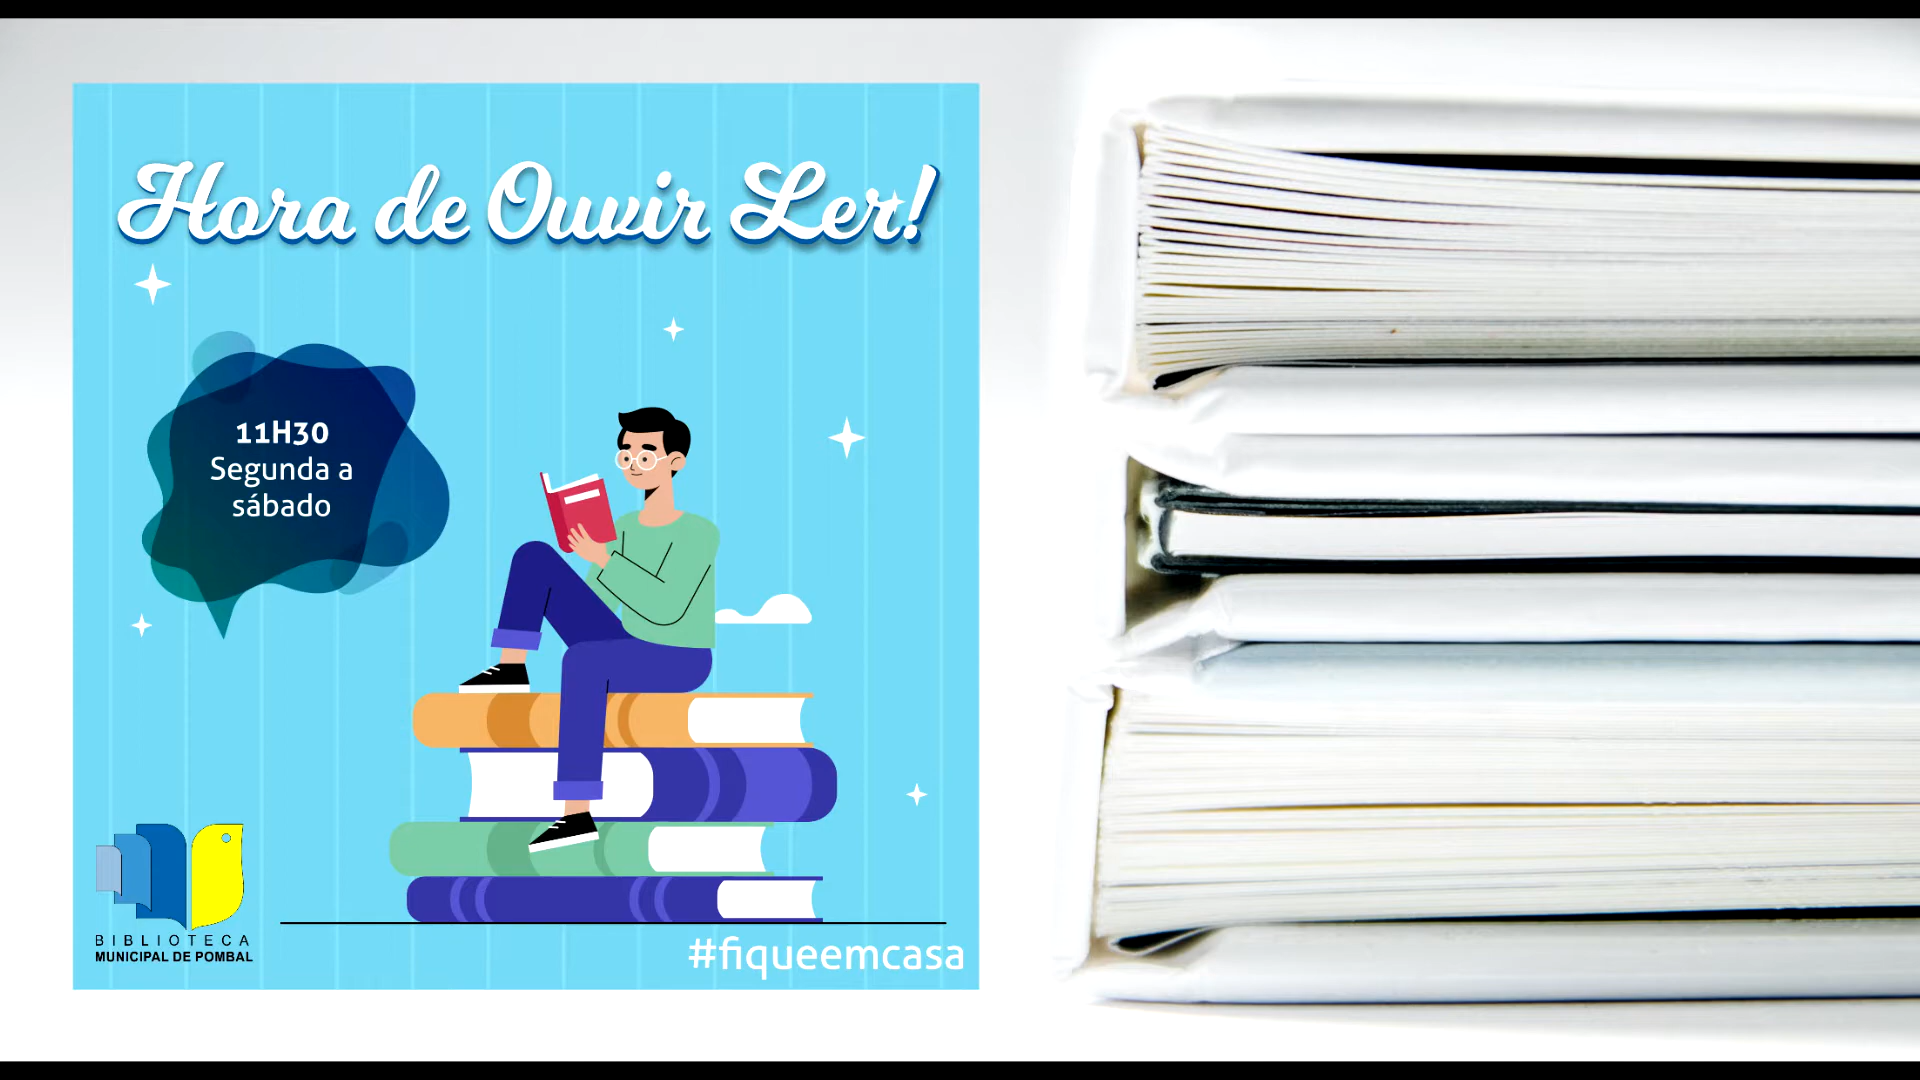 Hora de Ouvir Ler!
11H30
Segunda a
sábado
BIBLIOTECA
MUNICIPAL DE POMBAL
#fiqueemcasa